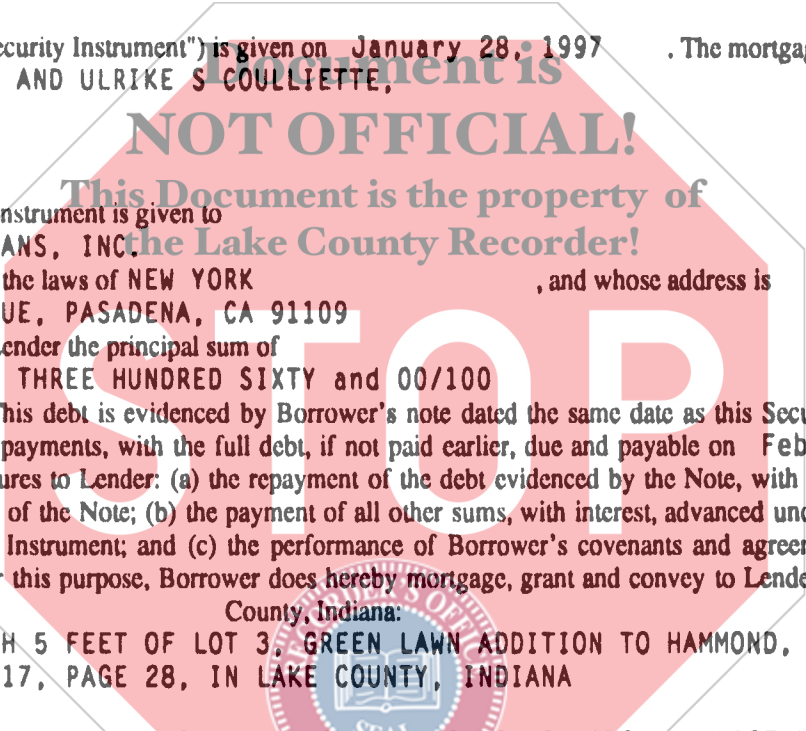 ecurity Instrument") is given on January 28, 1997 . The mortgag
Document is
AND ULRIKE S COULLIETTE,
NOT OFFICIAL!
This Document is the property of
nstrument is given to
ANS, INC.
the Lake County Recorder!
the laws of NEW YORK , and whose address is
UE, PASADENA, CA 91109
ender the principal sum of
THREE HUNDRED SIXTY and 00/100
STOP
his debt is evidenced by Borrower's note dated the same date as this Secu
payments, with the full debt, if not paid earlier, due and payable on Feb
ures to Lender: (a) the repayment of the debt evidenced by the Note, with
of the Note; (b) the payment of all other sums, with interest, advanced und
Instrument; and (c) the performance of Borrower's covenants and agreem
this purpose, Borrower does hereby mortgage, grant and convey to Lende
County, Indiana:
H 5 FEET OF LOT 3, GREEN LAWN ADDITION TO HAMMOND,
17, PAGE 28, IN LAKE COUNTY, INDIANA
RECORDER'S OFFIC
SEAL